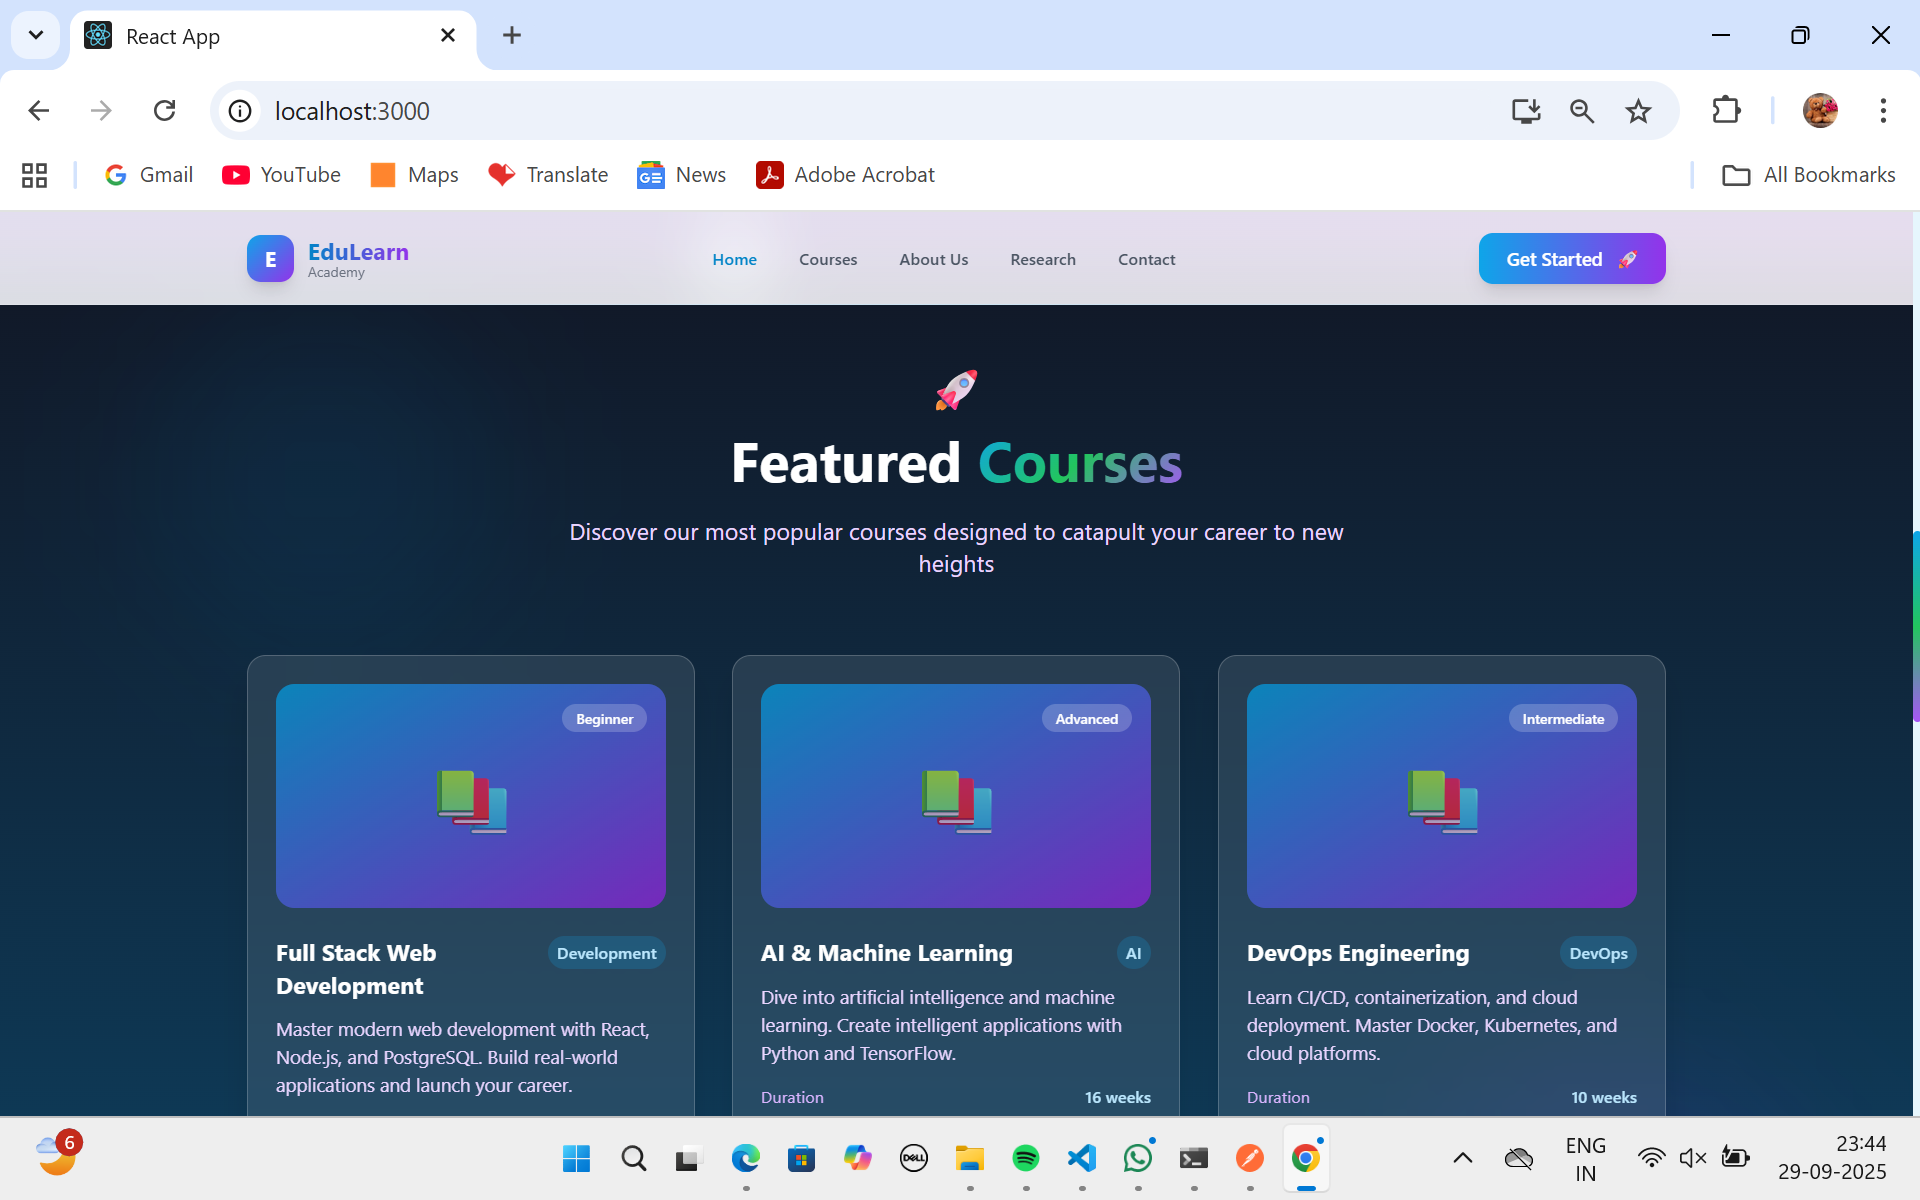 React App
localhost:3000
Gmail
YouTube
Maps
Translate
News
Adobe Acrobat
All Bookmarks
E
EduLearn
Academy
Home
Courses
About Us
Research
Contact
Get Started 🚀
Featured Courses
Discover our most popular courses designed to catapult your career to new
heights
Beginner
Full Stack Web
Development
Development
Master modern web development with React,
Node.js, and PostgreSQL. Build real-world
applications and launch your career.
Advanced
AI & Machine Learning
AI
Dive into artificial intelligence and machine
learning. Create intelligent applications with
Python and TensorFlow.
Duration 16 weeks
Intermediate
DevOps Engineering
DevOps
Learn CI/CD, containerization, and cloud
deployment. Master Docker, Kubernetes, and
cloud platforms.
Duration 10 weeks
6
DELL
ENG
IN
23:44
29-09-2025